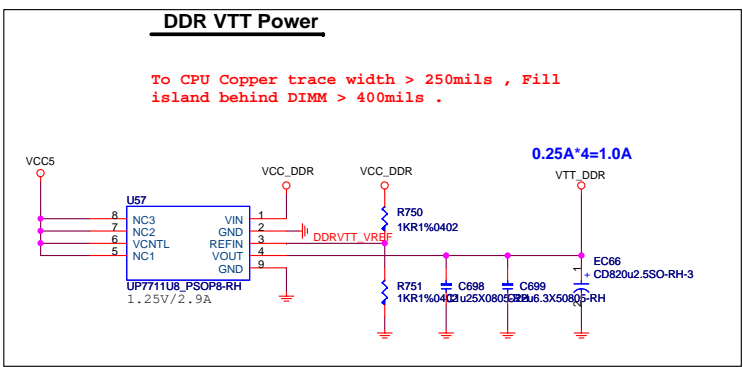 DDR VTT Power
To CPU Copper trace width > 250mils , Fill
island behind DIMM > 400mils .
0.25A*4=1.0A
VCC5
VCC_DDR
VCC_DDR
VTT_DDR
U57
8 NC3 VIN 1
7 NC2 GND 2
6 VCNTL REFIN 3
5 NC1 VOUT 4
GND 9
DDRVTT_VREF
UP7711U8_PSOP8-RH
1.25V/2.9A
R750
1KR1%0402
R751
1KR1%0402
C698
C699
EC66
1
+ CD820u2.5SO-RH-3
2